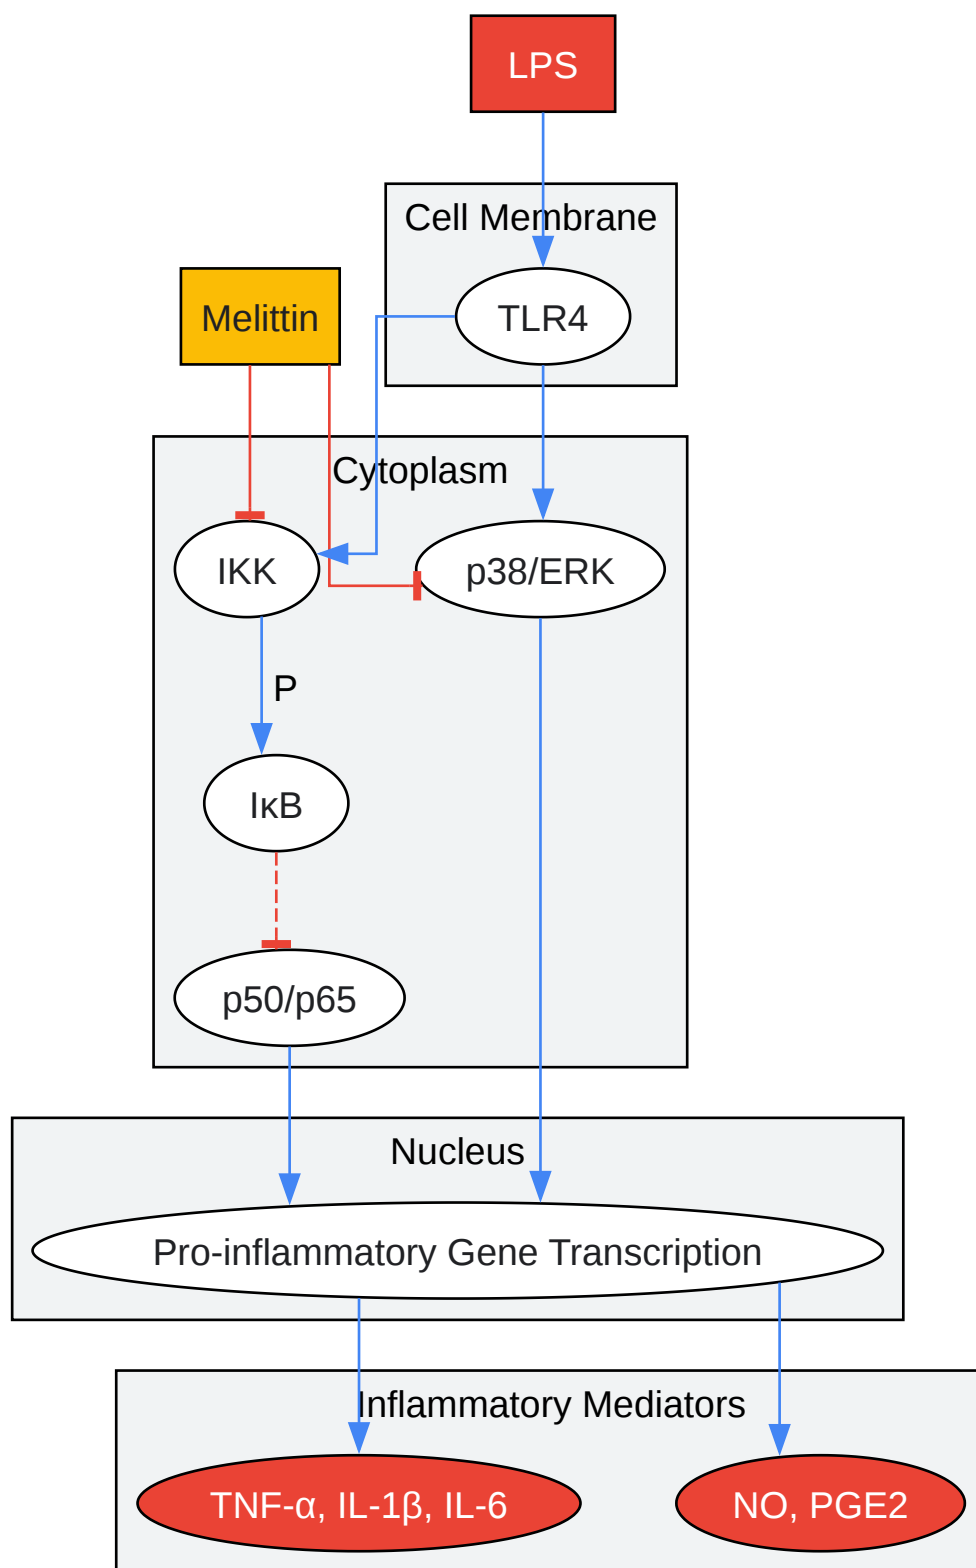 LPS
Cell Membrane
Melittin
TLR4
Cytoplasm
IKK
p38/ERK
P
IκB
p50/p65
Nucleus
Pro-inflammatory Gene Transcription
Inflammatory Mediators
TNF-α, IL-1β, IL-6
NO, PGE2